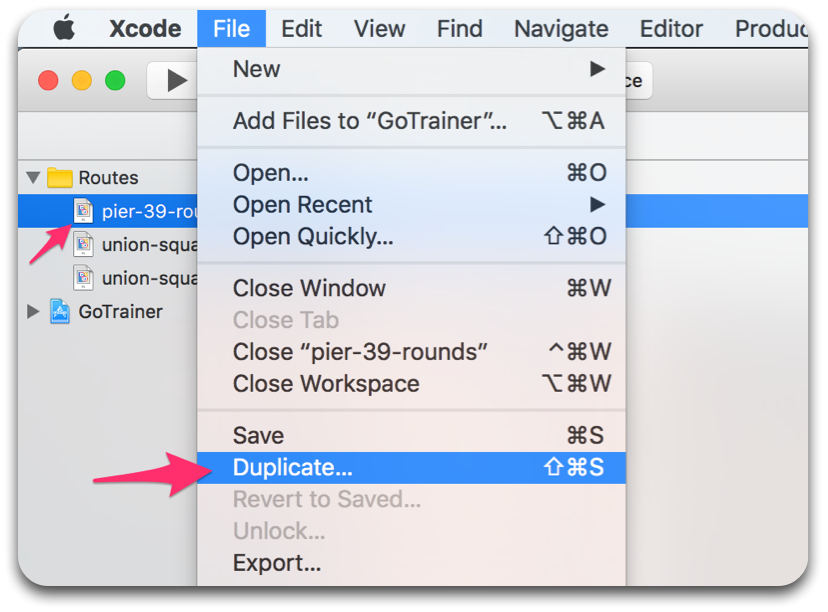 Xcode File Edit View Find Navigate Editor Produc
ce
New
Add Files to “GoTrainer”... ⌥⌘A
Open... ⌘O
Open Recent
Open Quickly... ⇧⌘O
Close Window ⌘W
Close Tab
Close “pier-39-rounds” ^⌘W
Close Workspace ⌥⌘W
Save ⌘S
Duplicate... ⇧⌘S
Revert to Saved...
Unlock...
Export...
Routes
pier-39-rou
union-squa
union-squa
GoTrainer